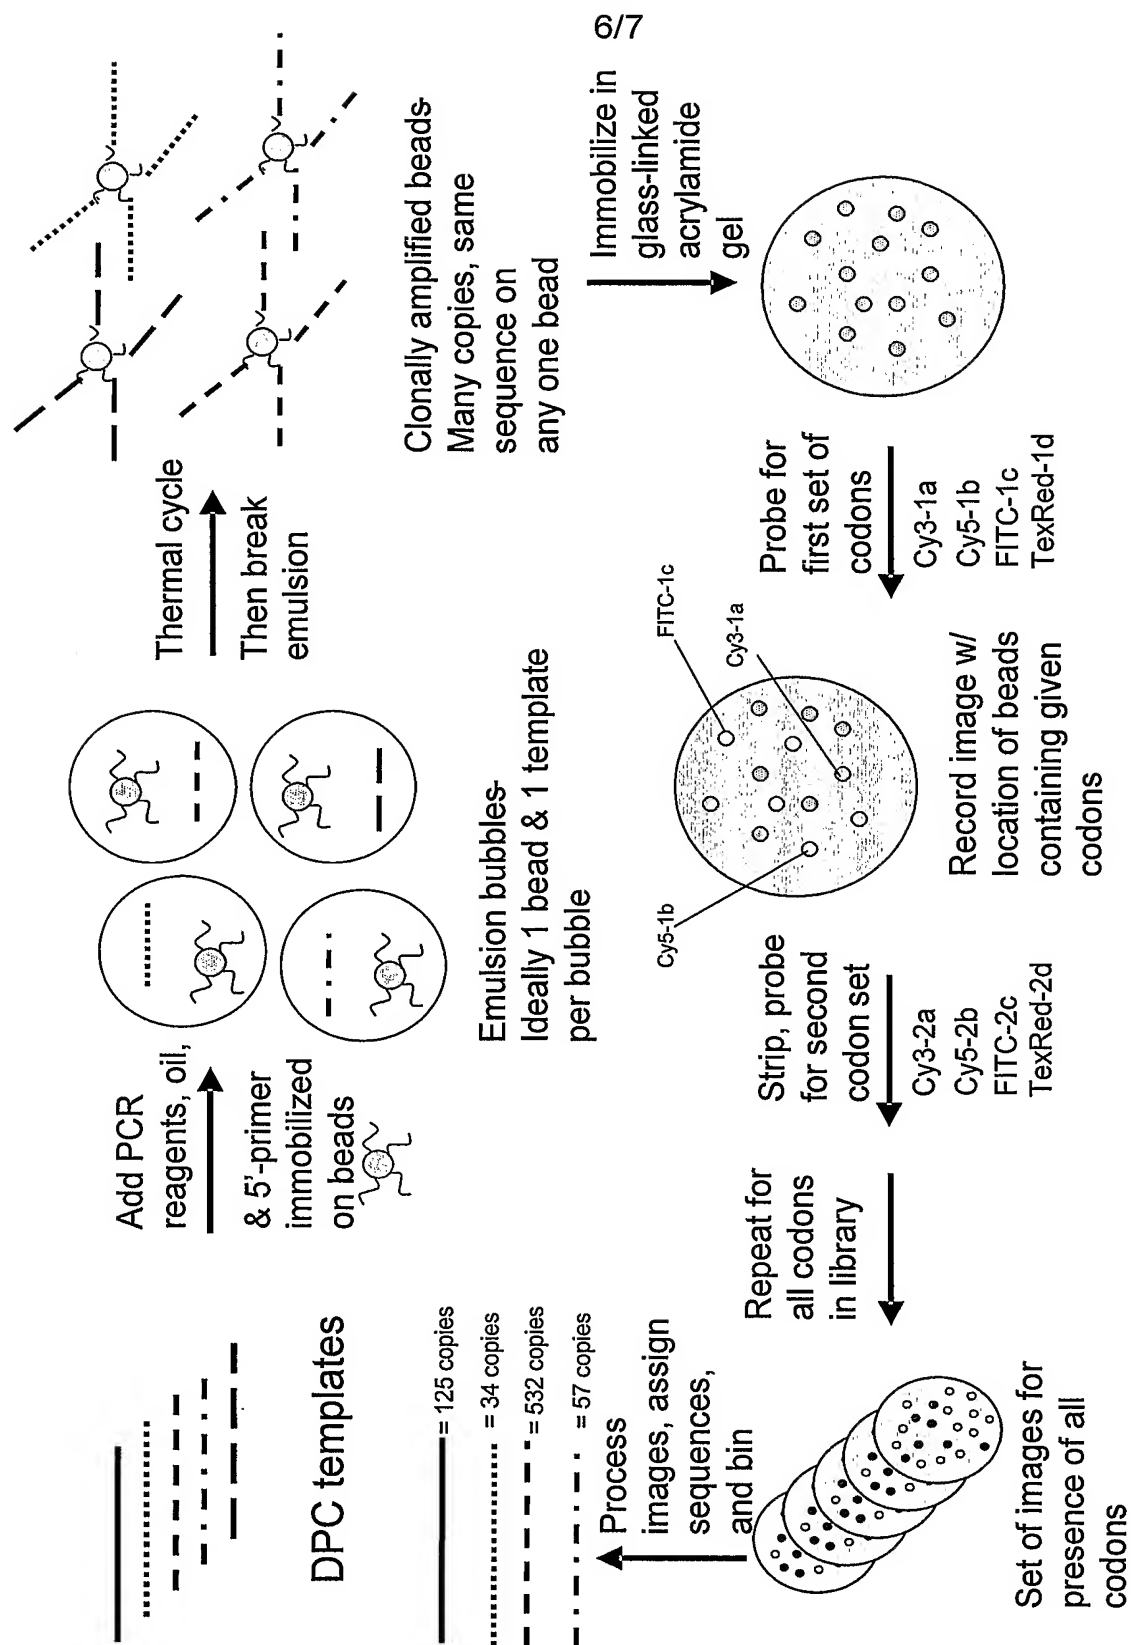 6/7
DPC templates
Add PCR
reagents, oil,
& 5'-primer
immobilized
on beads
Emulsion bubbles-
Ideally 1 bead & 1 template
per bubble
Thermal cycle
Then break
emulsion
Clonally amplified beads-
Many copies, same
sequence on
any one bead
Immobilize in
glass-linked
acrylamide
gel
Probe for
first set of
codons
Cy3-1a
Cy5-1b
FITC-1c
TexRed-1d
FITC-1c
Cy3-1a
Cy5-1b
Record image w/
location of beads
containing given
codons
Strip, probe
for second
codon set
Cy3-2a
Cy5-2b
FITC-2c
TexRed-2d
Repeat for
all codons
in library
Set of images for
presence of all
codons
Process
images, assign
sequences,
and bin
= 125 copies
= 34 copies
= 532 copies
= 57 copies